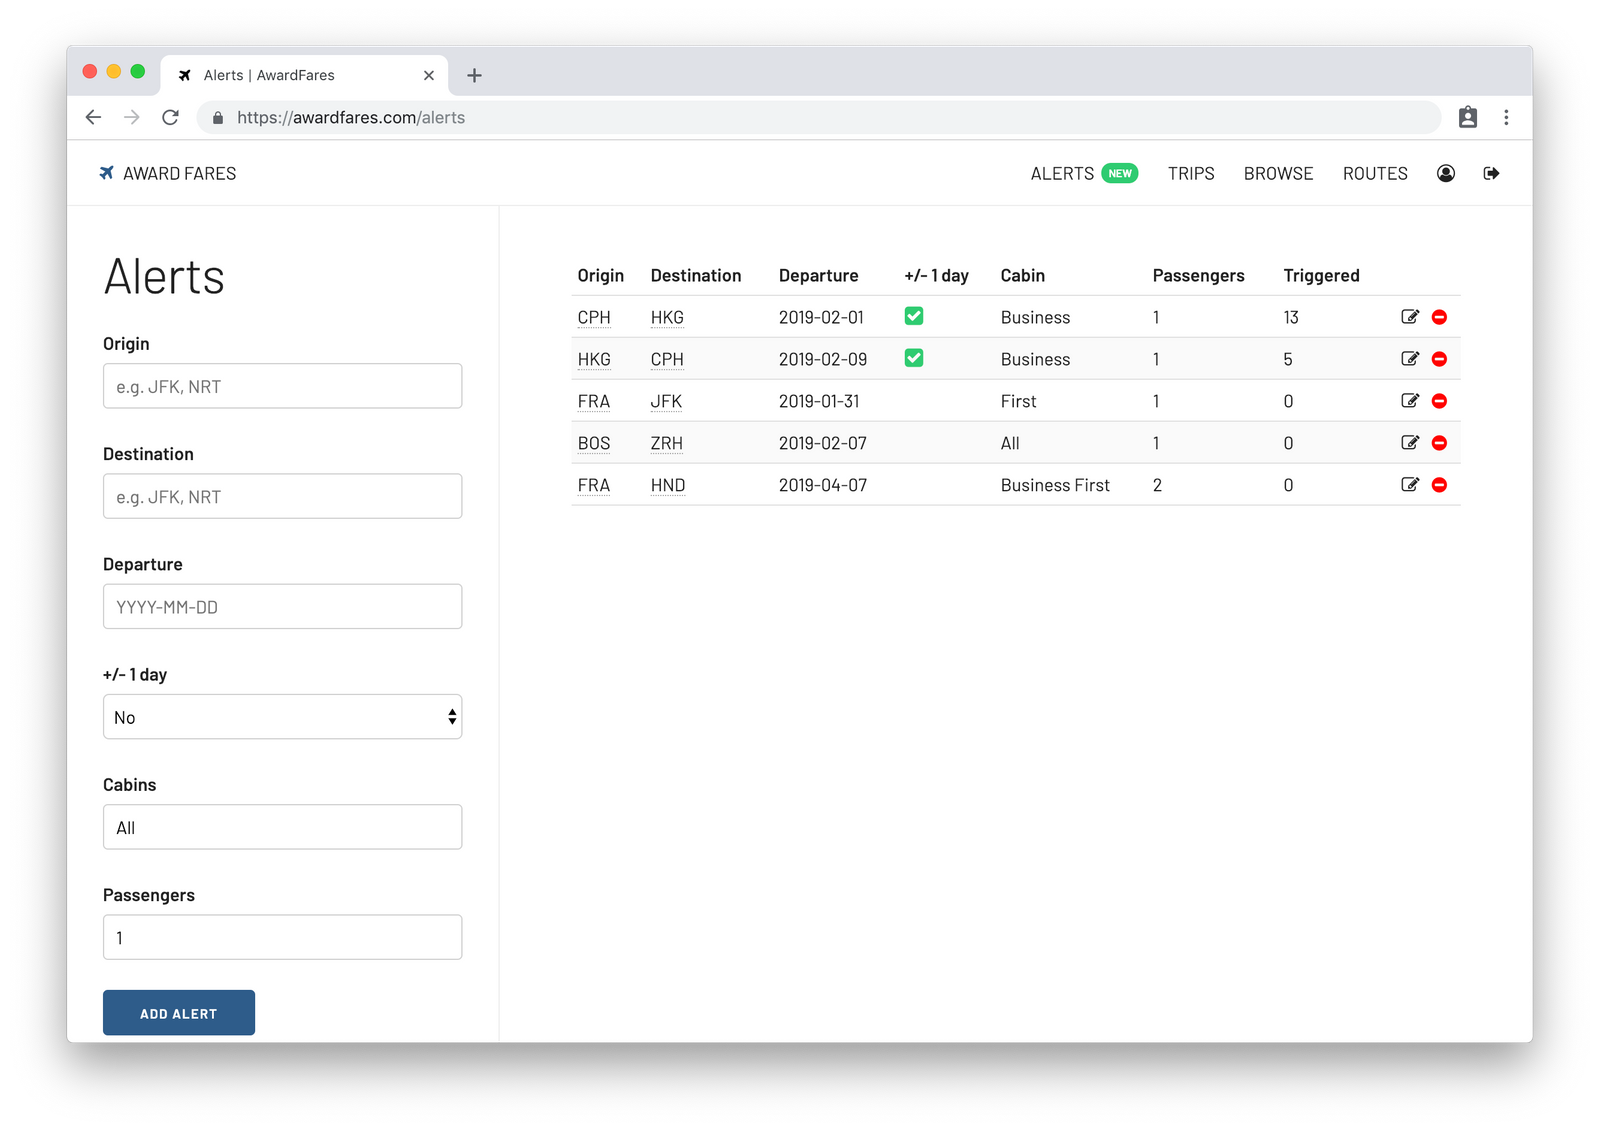 Alerts | AwardFares
https://awardfares.com/alerts
AWARD FARES
ALERTS NEW TRIPS BROWSE ROUTES
Alerts
Origin
e.g. JFK, NRT
Destination
e.g. JFK, NRT
Departure
YYYY-MM-DD
+/- 1 day
No
Cabins
All
Passengers
1
ADD ALERT
Origin Destination Departure +/- 1 day Cabin Passengers Triggered
CPH HKG 2019-02-01 Business 1 13
HKG CPH 2019-02-09 Business 1 5
FRA JFK 2019-01-31 First 1 0
BOS ZRH 2019-02-07 All 1 0
FRA HND 2019-04-07 Business First 2 0